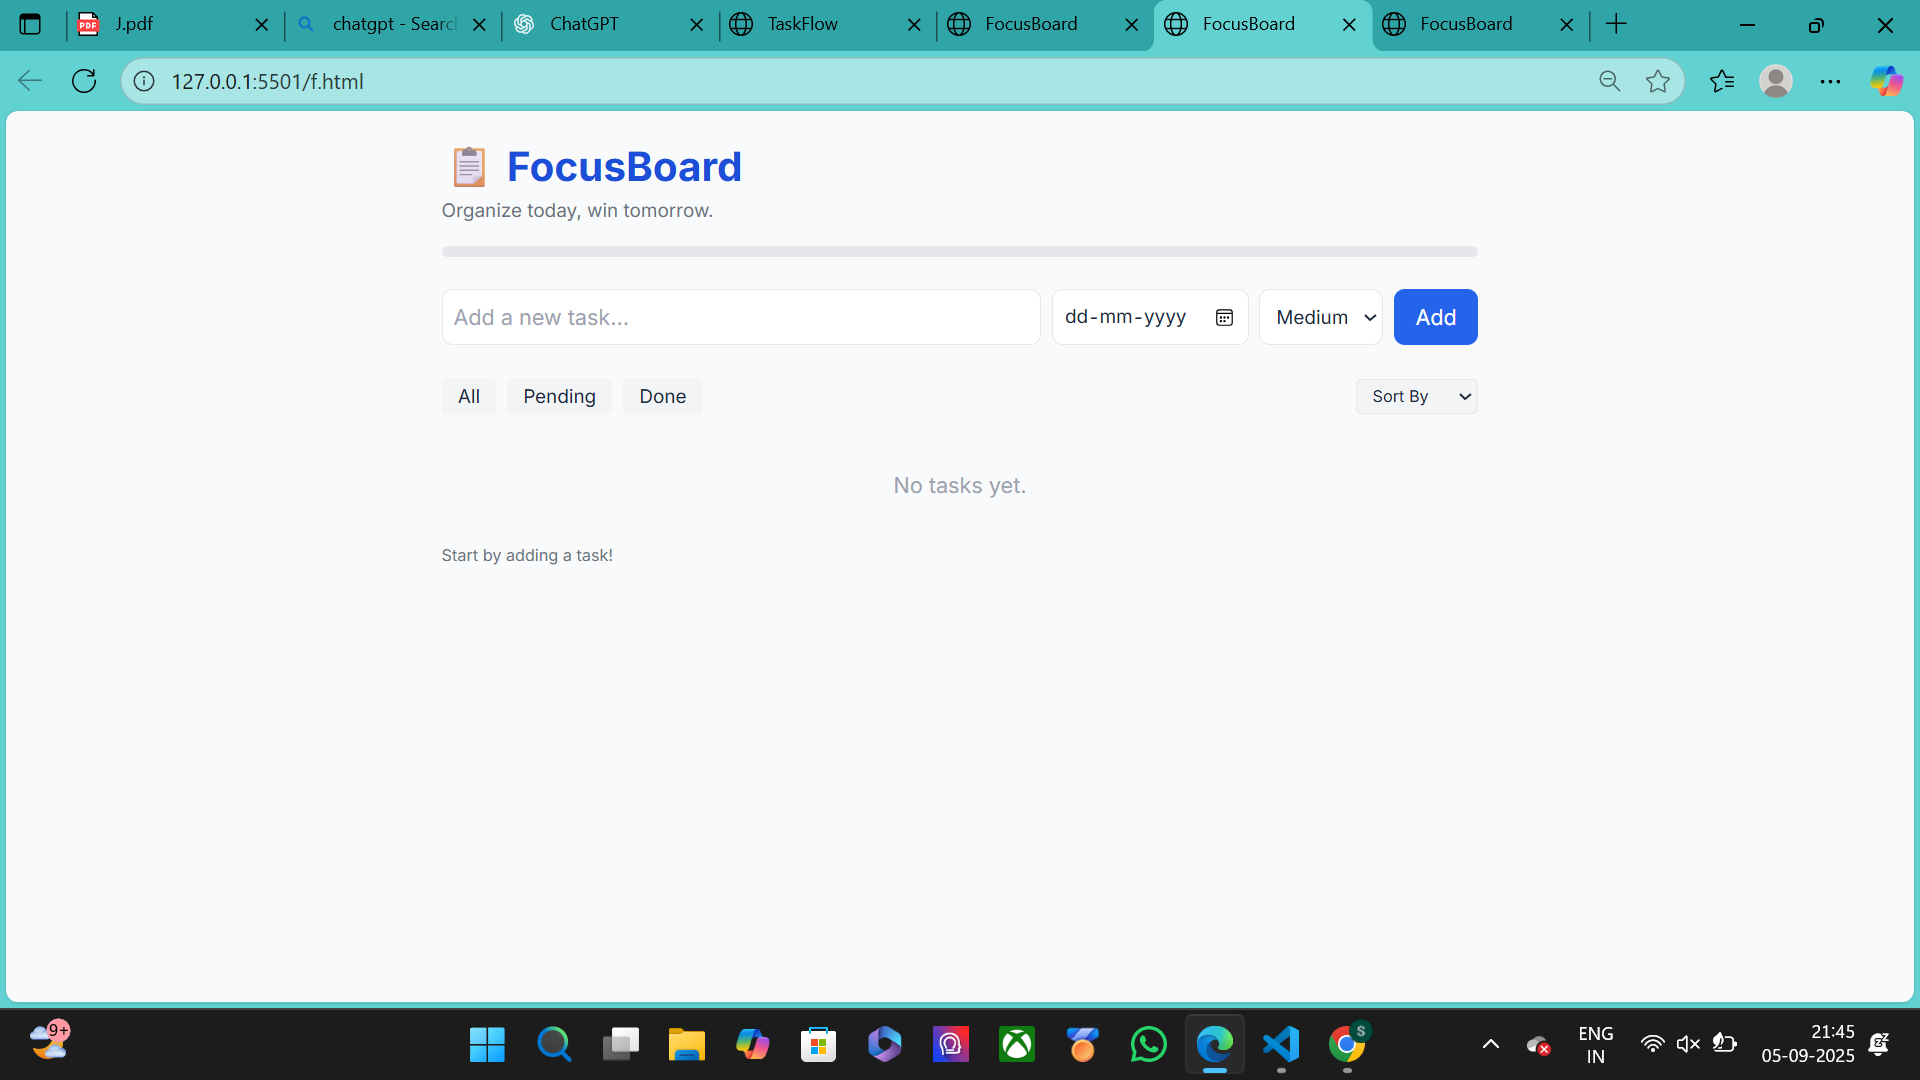 J.pdf
chatgpt - Searc
ChatGPT
TaskFlow
FocusBoard
FocusBoard
FocusBoard
127.0.0.1:5501/f.html
FocusBoard
Organize today, win tomorrow.
Add a new task...
dd-mm-yyyy
Medium
Add
All
Pending
Done
Sort By
No tasks yet.
Start by adding a task!
9+
S
ENG
IN
21:45
05-09-2025